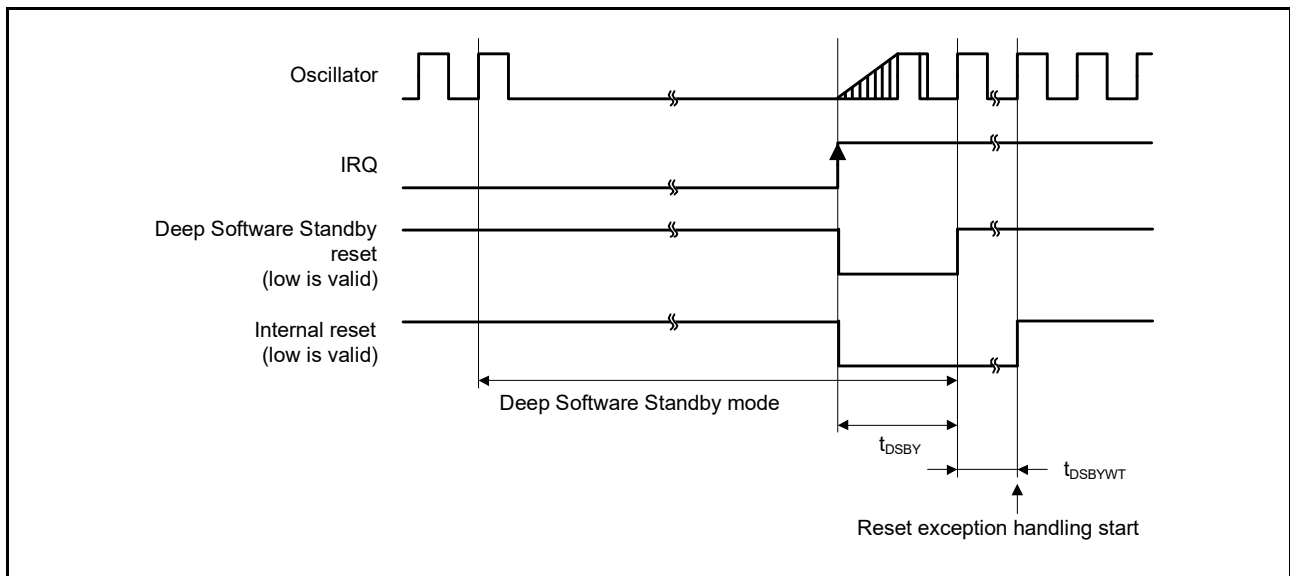 Oscillator
IRQ
Deep Software Standby
reset
(low is valid)
Internal reset
(low is valid)
Deep Software Standby mode
tDSBY
tDSBYWT
Reset exception handling start